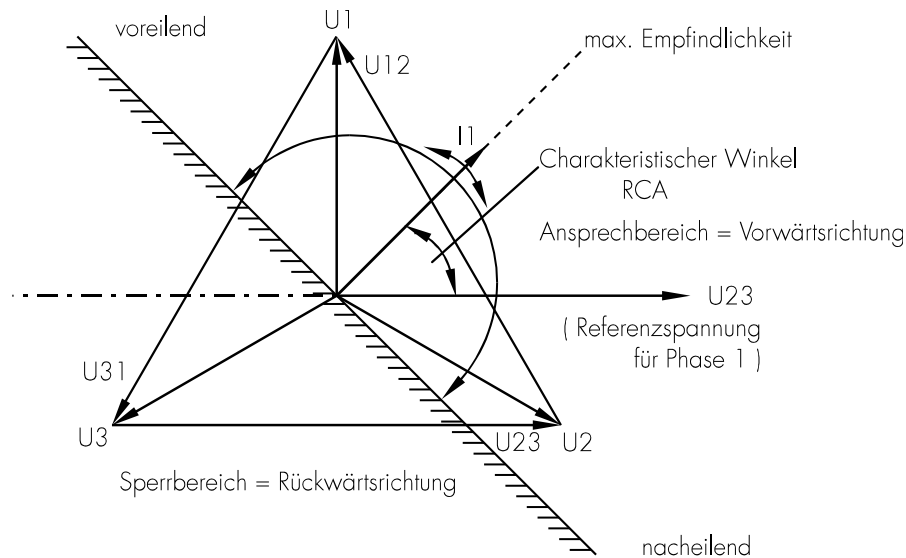 voreilend
U1
max. Empfindlichkeit
U12
I1
Charakteristischer Winkel
RCA
Ansprechbereich = Vorwärtsrichtung
U23
( Referenzspannung
für Phase 1 )
U31
U3
U23
U2
Sperrbereich = Rückwärtsrichtung
nacheilend